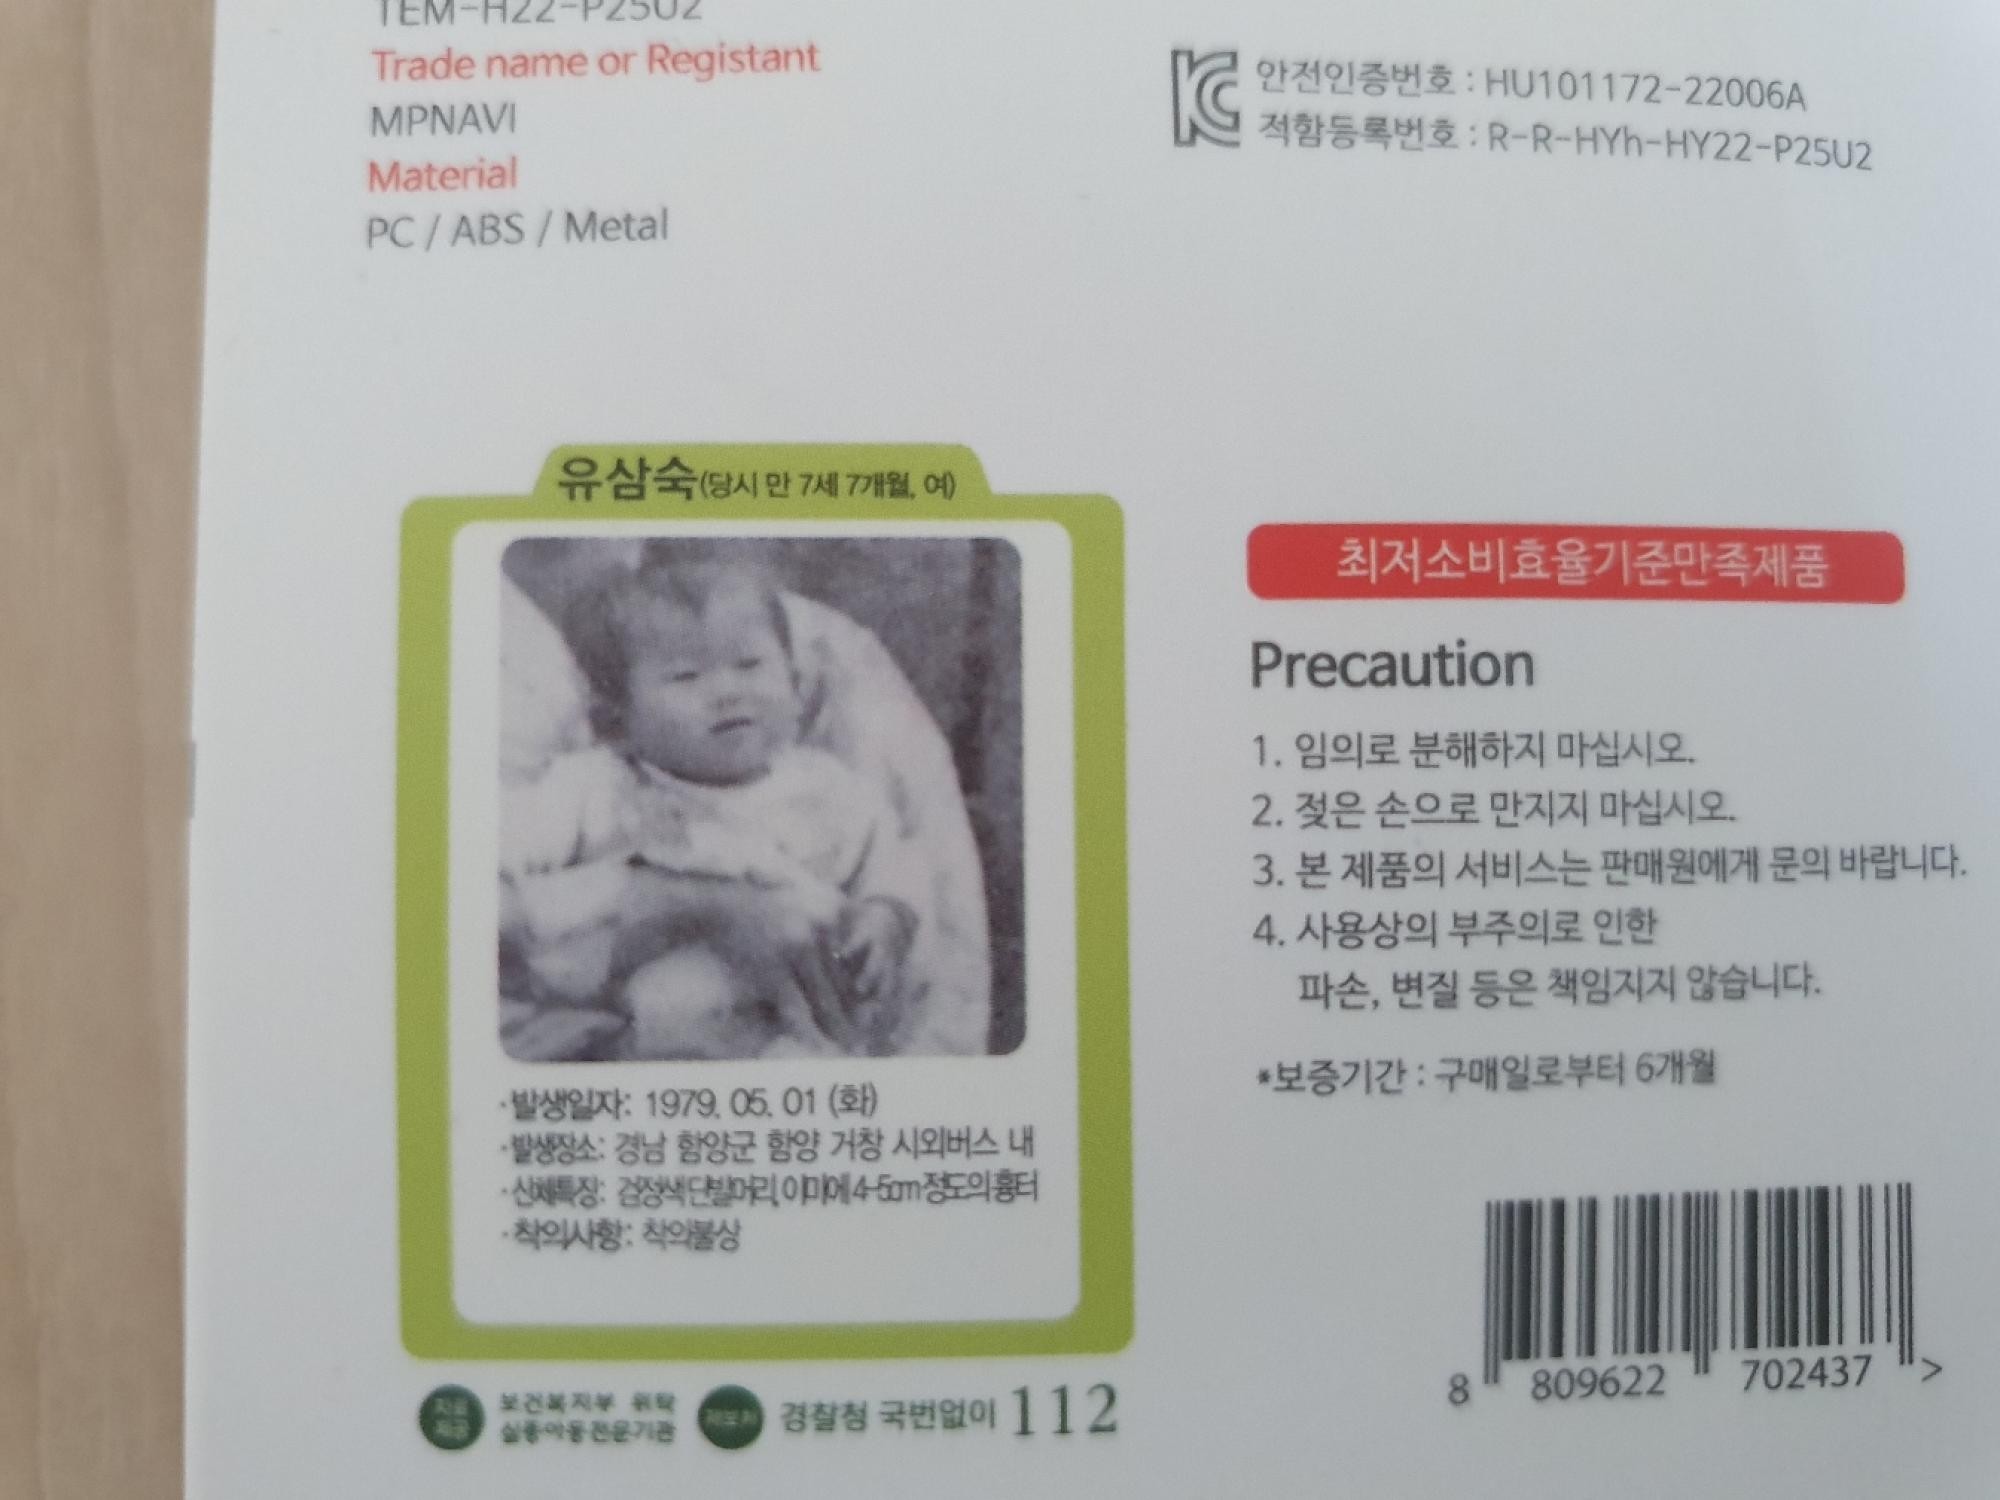 TEM-H22-P25U2
Trade name or Registant
MPNAVI
Material
PC / ABS / Metal
안전인증번호 : HU101172-22006A
적합등록번호 : R-R-HYh-HY22-P25U2
유삼숙(당시 만 7세 7개월, 여)
·발생일자: 1979. 05. 01 (화)
·발생장소: 경남 함양군 함양 거창 시외버스 내
·신체특징: 검정색 단발머리, 이마에 4-5cm 정도의 흉터
·착의사항: 착의불상
자료
제공
보건복지부 위탁
실종아동전문기관
제보처
경찰청 국번없이 112
최저소비효율기준만족제품
Precaution
1. 임의로 분해하지 마십시오.
2. 젖은 손으로 만지지 마십시오.
3. 본 제품의 서비스는 판매원에게 문의 바랍니다.
4. 사용상의 부주의로 인한
파손, 변질 등은 책임지지 않습니다.
*보증기간 : 구매일로부터 6개월
8 809622 702437 >